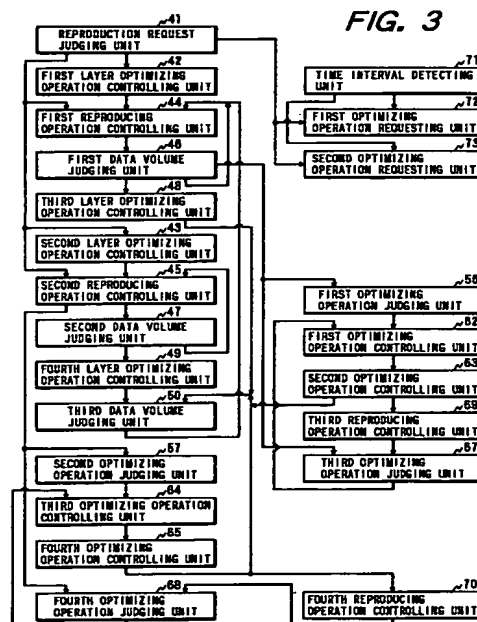 FIG. 3
41
REPRODUCTION REQUEST
JUDGING UNIT
42
FIRST LAYER OPTIMIZING
OPERATION CONTROLLING UNIT
44
FIRST REPRODUCING
OPERATION CONTROLLING UNIT
46
FIRST DATA VOLUME
JUDGING UNIT
48
THIRD LAYER OPTIMIZING
OPERATION CONTROLLING UNIT
43
SECOND LAYER OPTIMIZING
OPERATION CONTROLLING UNIT
45
SECOND REPRODUCING
OPERATION CONTROLLING UNIT
47
SECOND DATA VOLUME
JUDGING UNIT
49
FOURTH LAYER OPTIMIZING
OPERATION CONTROLLING UNIT
50
THIRD DATA VOLUME
JUDGING UNIT
57
SECOND OPTIMIZING
OPERATION JUDGING UNIT
64
THIRD OPTIMIZING OPERATION
CONTROLLING UNIT
65
FOURTH OPTIMIZING
OPERATION CONTROLLING UNIT
68
FOURTH OPTIMIZING
OPERATION JUDGING UNIT
71
TIME INTERVAL DETECTING
UNIT
72
FIRST OPTIMIZING
OPERATION REQUESTING UNIT
73
SECOND OPTIMIZING
OPERATION REQUESTING UNIT
56
FIRST OPTIMIZING
OPERATION JUDGING UNIT
62
FIRST OPTIMIZING
OPERATION CONTROLLING UNIT
63
SECOND OPTIMIZING
OPERATION CONTROLLING UNIT
69
THIRD REPRODUCING
OPERATION CONTROLLING UNIT
67
THIRD OPTIMIZING
OPERATION JUDGING UNIT
70
FOURTH REPRODUCING
OPERATION CONTROLLING UNIT